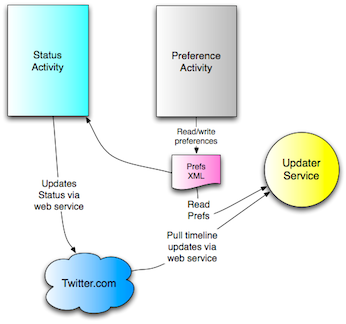 Status
Activity
Preference
Activity
Read/write
preferences
Prefs
XML
Updater
Service
Updates
Status via
web service
Read
Prefs
Pull timeline
updates via
web service
Twitter.com